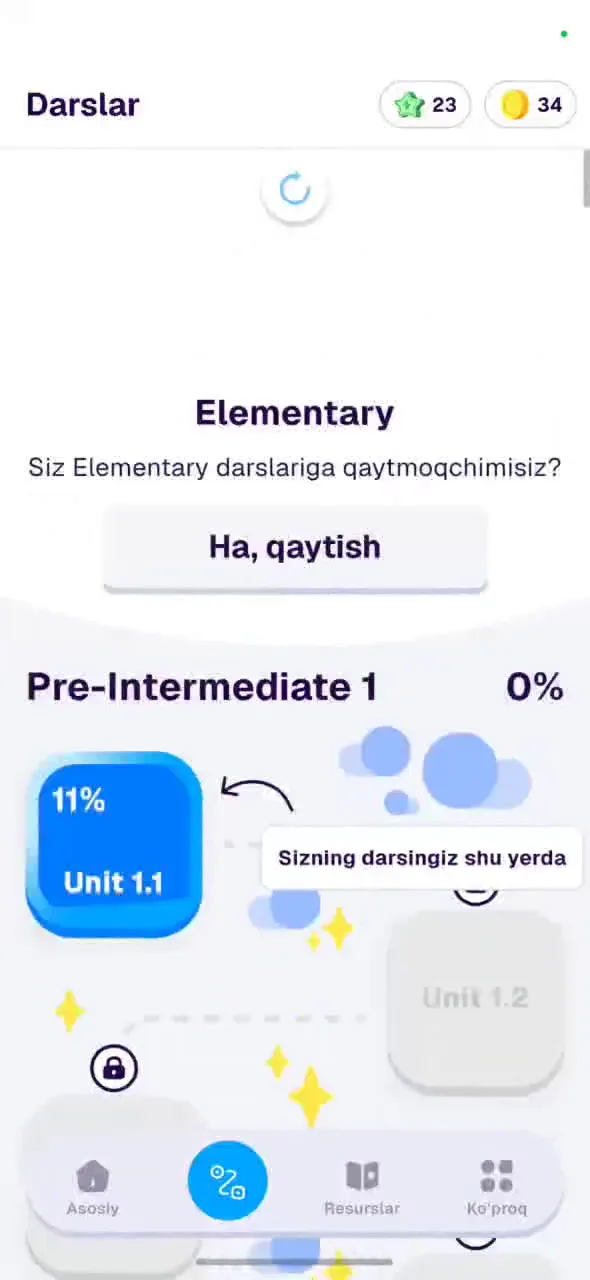 Darslar
23
34
Elementary
Siz Elementary darslariga qaytmoqchimisiz?
Ha, qaytish
Pre-Intermediate 1
0%
11%
Unit 1.1
Sizning darsingiz shu yerda
Unit 1.2
Asosiy
Resurslar
Ko'proq